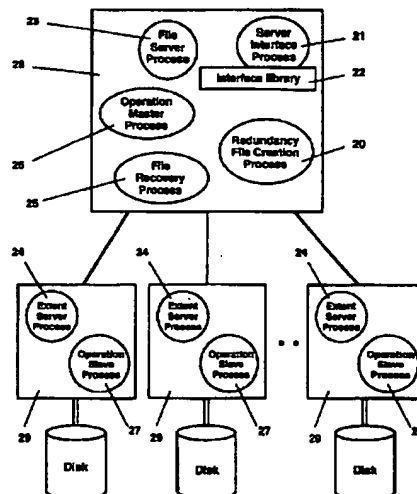 23
File
Server
Process
Server
Interface
Process
21
28
Interface library
22
Operation
Master
Process
Redundancy
File Creation
Process
20
26
File
Recovery
Process
25
24
24
24
Extent
Server
Process
Extent
Server
Process
Extent
Server
Process
Operation
Slave
Process
Operation
Slave
Process
Operation
Slave
Process
29
27
29
27
29
Disk
Disk
Disk